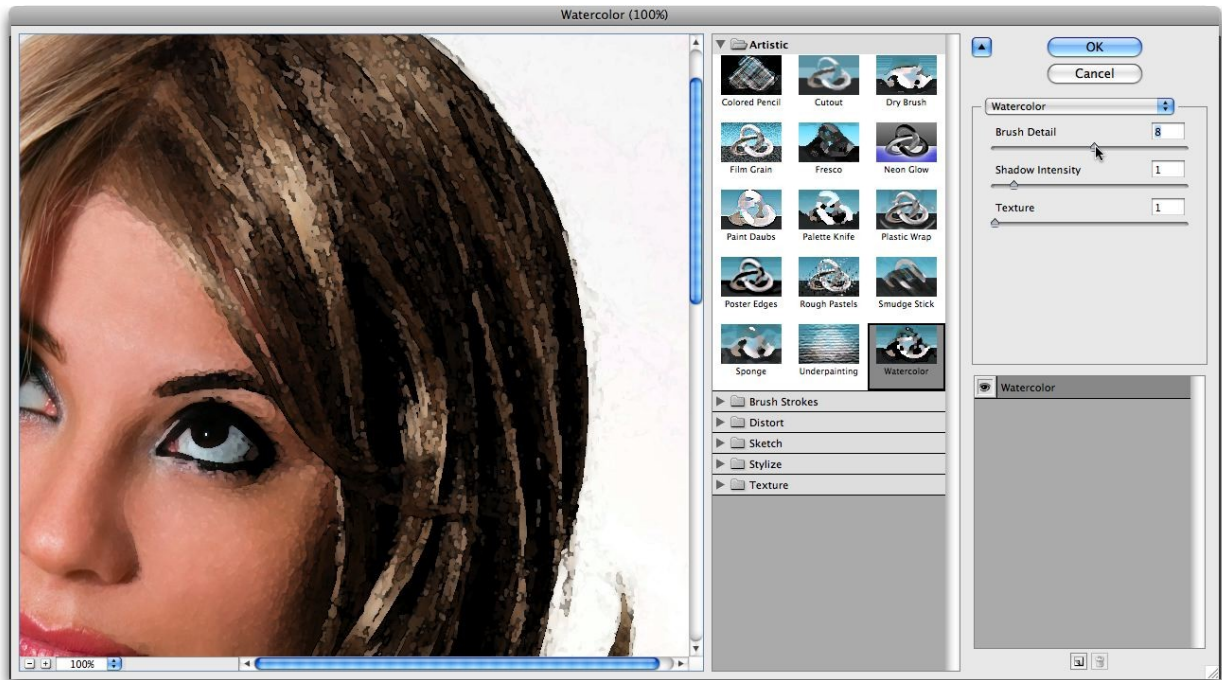 Watercolor (100%)
Artistic
Colored Pencil
Cutout
Dry Brush
Film Grain
Fresco
Neon Glow
Paint Daubs
Palette Knife
Plastic Wrap
Poster Edges
Rough Pastels
Smudge Stick
Sponge
Underpainting
Watercolor
Brush Strokes
Distort
Sketch
Stylize
Texture
OK
Cancel
Watercolor
Brush Detail 8
Shadow Intensity 1
Texture 1
Watercolor
100%